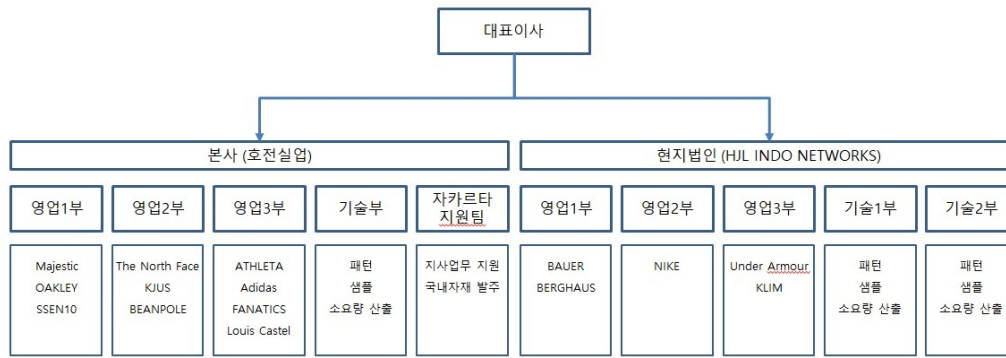 대표이사
본사 (호전실업)
현지법인 (HJL INDO NETWORKS)
영업1부
영업2부
영업3부
기술부
자카르타
지원팀
영업1부
영업2부
영업3부
기술1부
기술2부
Majestic
OAKLEY
SSEN10
The North Face
KJUS
BEANPOLE
ATHLETA
Adidas
FANATICS
Louis Castel
패턴
샘플
소요량 산출
지사업무 지원
국내자재 발주
BAUER
BERGHAUS
NIKE
Under Armour
KLIM
패턴
샘플
소요량 산출
패턴
샘플
소요량 산출